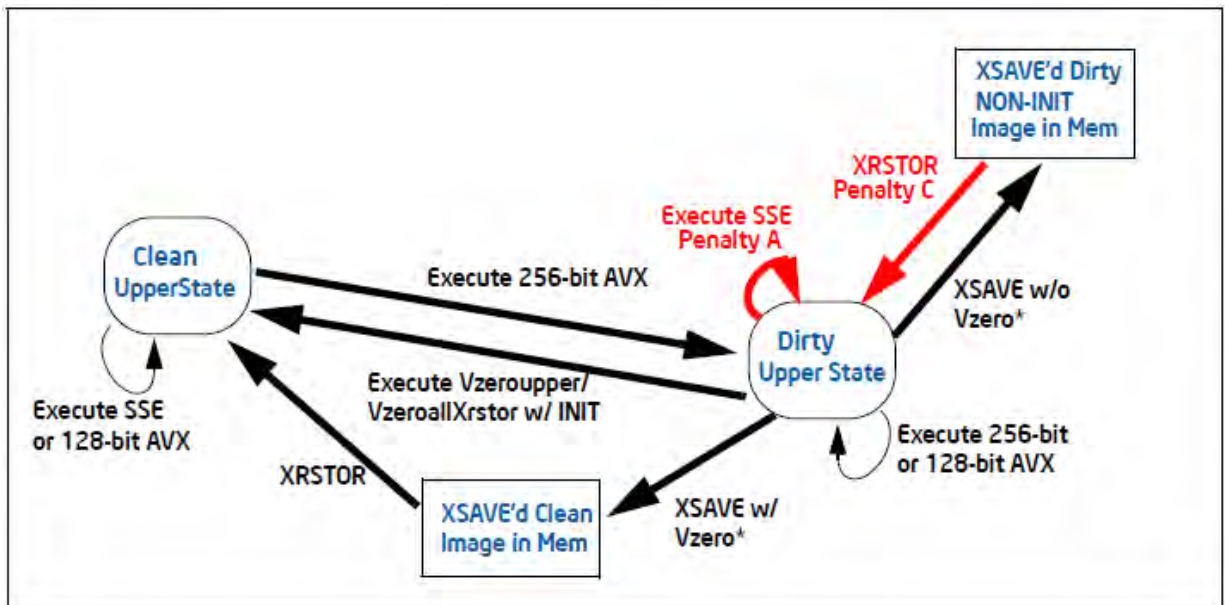 XSAVE'd Dirty
NON-INIT
Image in Mem
XRSTOR
Penalty C
Execute SSE
Penalty A
Clean
UpperState
Execute 256-bit AVX
XSAVE w/o
Vzero*
Dirty
Upper State
Execute Vzeroupper/
VzeroallXrstor w/ INIT
Execute SSE
or 128-bit AVX
Execute 256-bit
or 128-bit AVX
XRSTOR
XSAVE'd Clean
Image in Mem
XSAVE w/
Vzero*